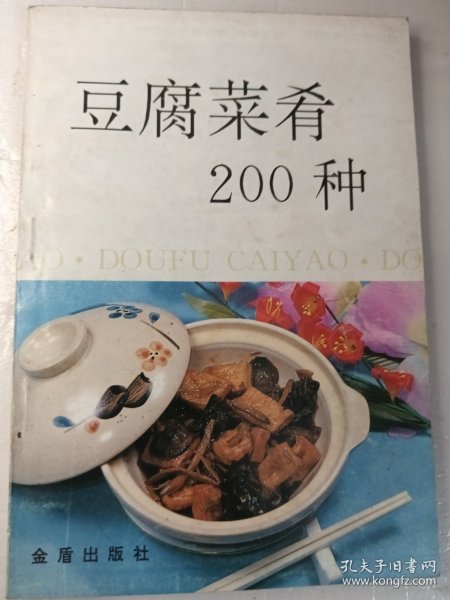 豆腐菜肴
200 种
AO · DOUFU CAIYAO · DO
金盾出版社
孔夫子旧书网
www.kongfz.com